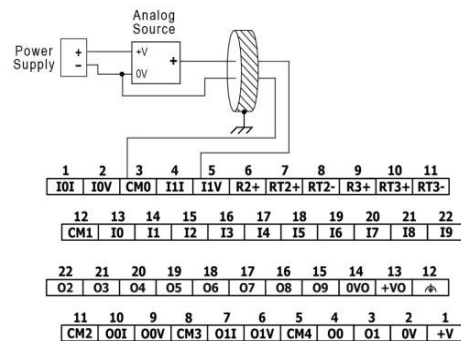 Analog
Source
Power
Supply
+
-
+V
0V
+
1 2 3 4 5 6 7 8 9 10 11
I0I I0V CM0 I1I I1V R2+ RT2+ RT2- R3+ RT3+ RT3-
12 13 14 15 16 17 18 19 20 21 22
CM1 I0 I1 I2 I3 I4 I5 I6 I7 I8 I9
22 21 20 19 18 17 16 15 14 13 12
O2 O3 O4 O5 O6 O7 O8 O9 0VO +VO
11 10 9 8 7 6 5 4 3 2 1
CM2 O0I O0V CM3 O1I O1V CM4 O0 O1 0V +V